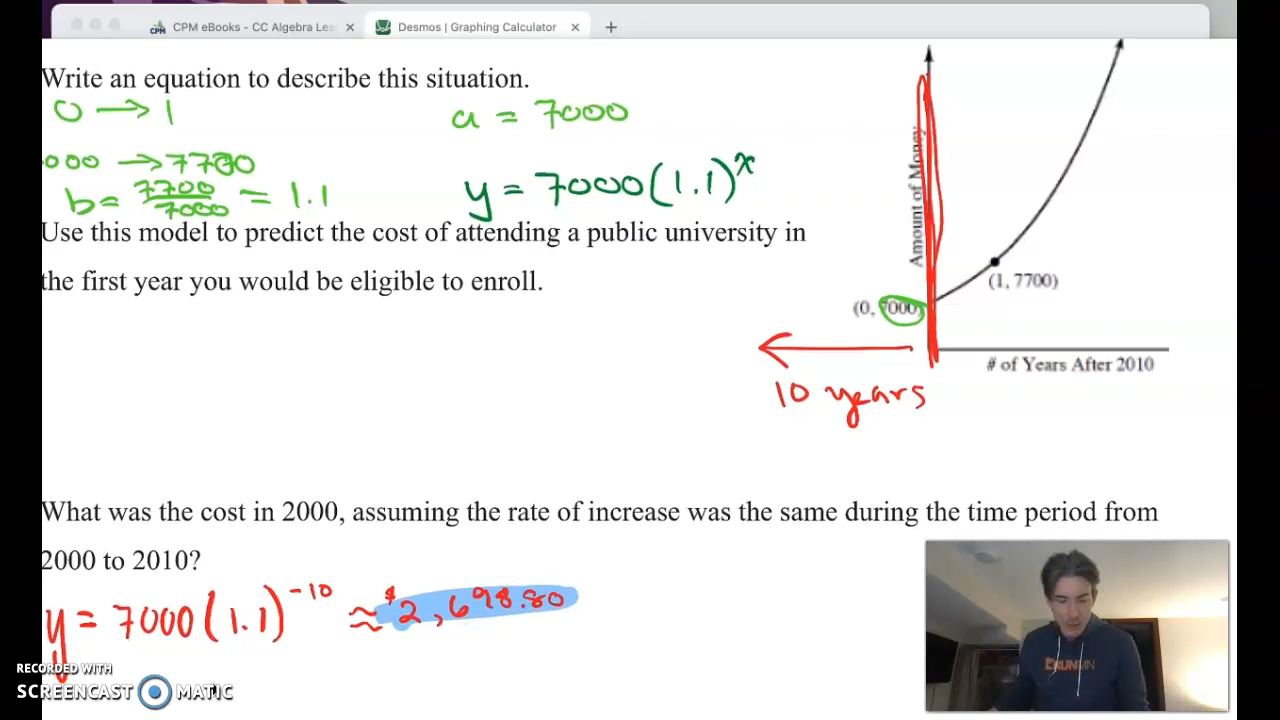 CPM eBooks - CC Algebra Les
Desmos | Graphing Calculator
Write an equation to describe this situation.
0 → 1
a = 7000
000 → 7700
b = 7700/7000 = 1.1
y = 7000(1.1)^x
Use this model to predict the cost of attending a public university in
the first year you would be eligible to enroll.
Amount of Money
(1, 7700)
(0, 7000)
# of Years After 2010
10 years
What was the cost in 2000, assuming the rate of increase was the same during the time period from
2000 to 2010?
y = 7000(1.1)^-10 ≈ $2,698.80
RECORDED WITH
SCREENCAST MATIC